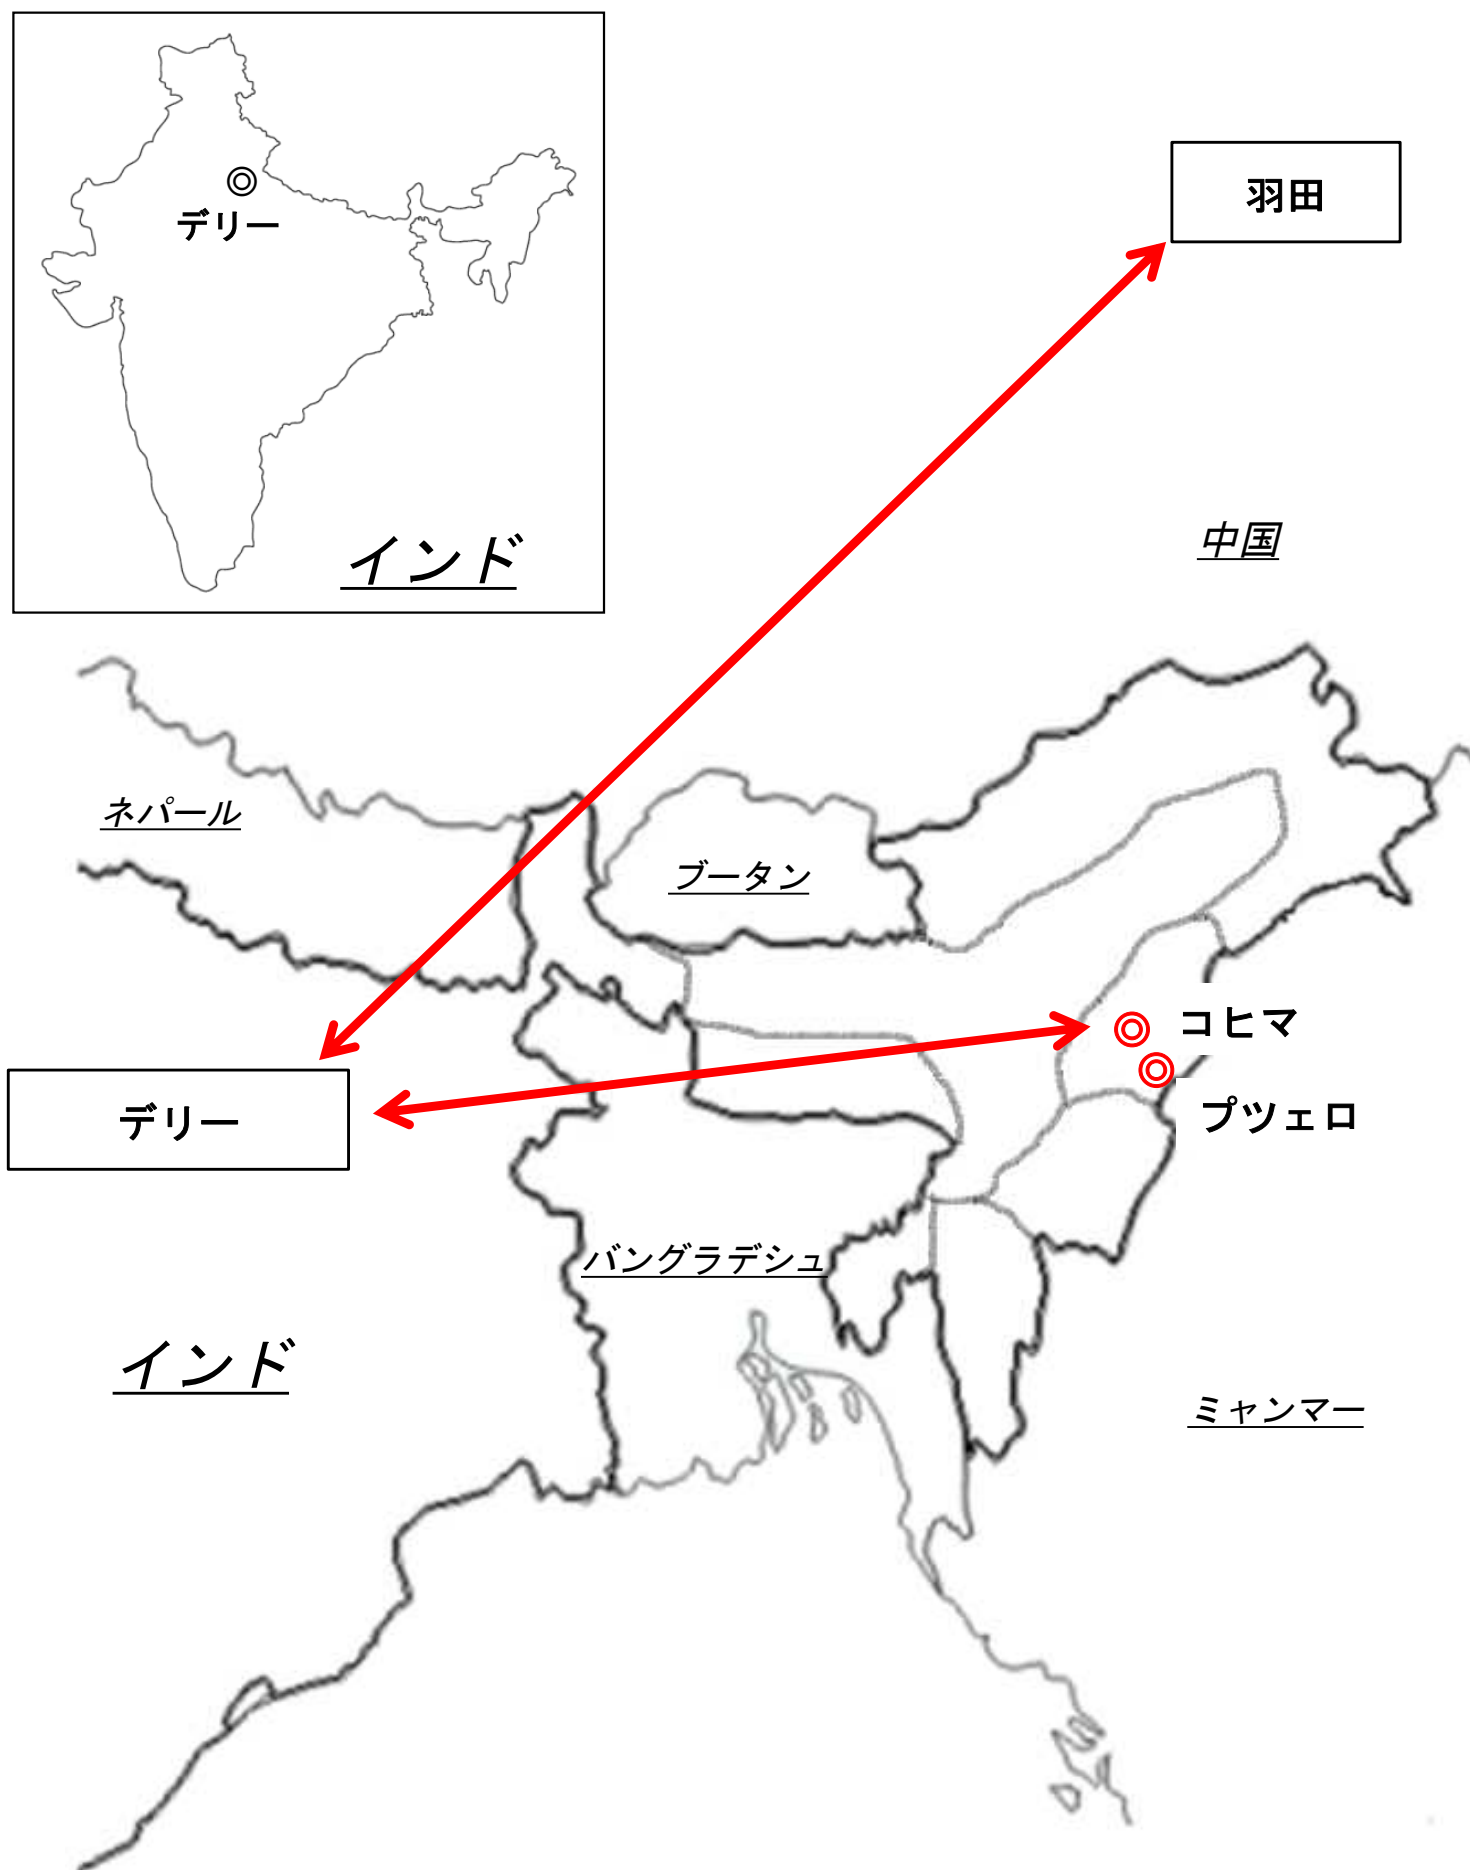 デリー
インド
羽田
中国
ネパール
ブータン
コヒマ
プツェロ
デリー
バングラデシュ
インド
ミャンマー